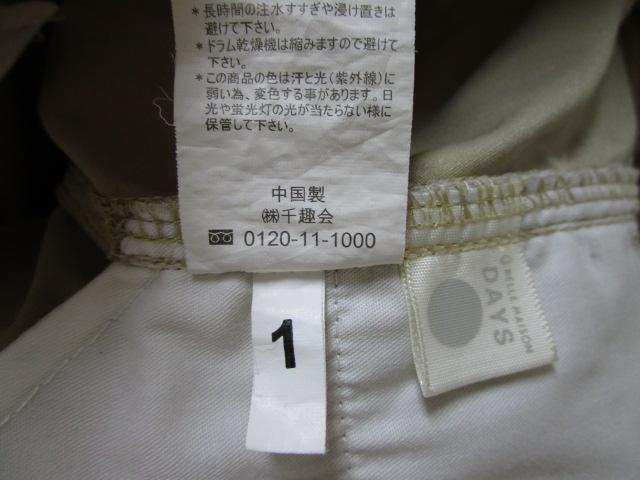 ＊長時間の注水すすぎや浸け置きは
避けて下さい。
＊ドラム乾燥機は縮みますので避けて
下さい。
＊この商品の色は汗と光(紫外線)に
弱い為、変色する事があります。日
光や蛍光灯の光が当たらない様に
保管して下さい。
中国製
㈱千趣会
0120-11-1000
1
MAISON
DAYS